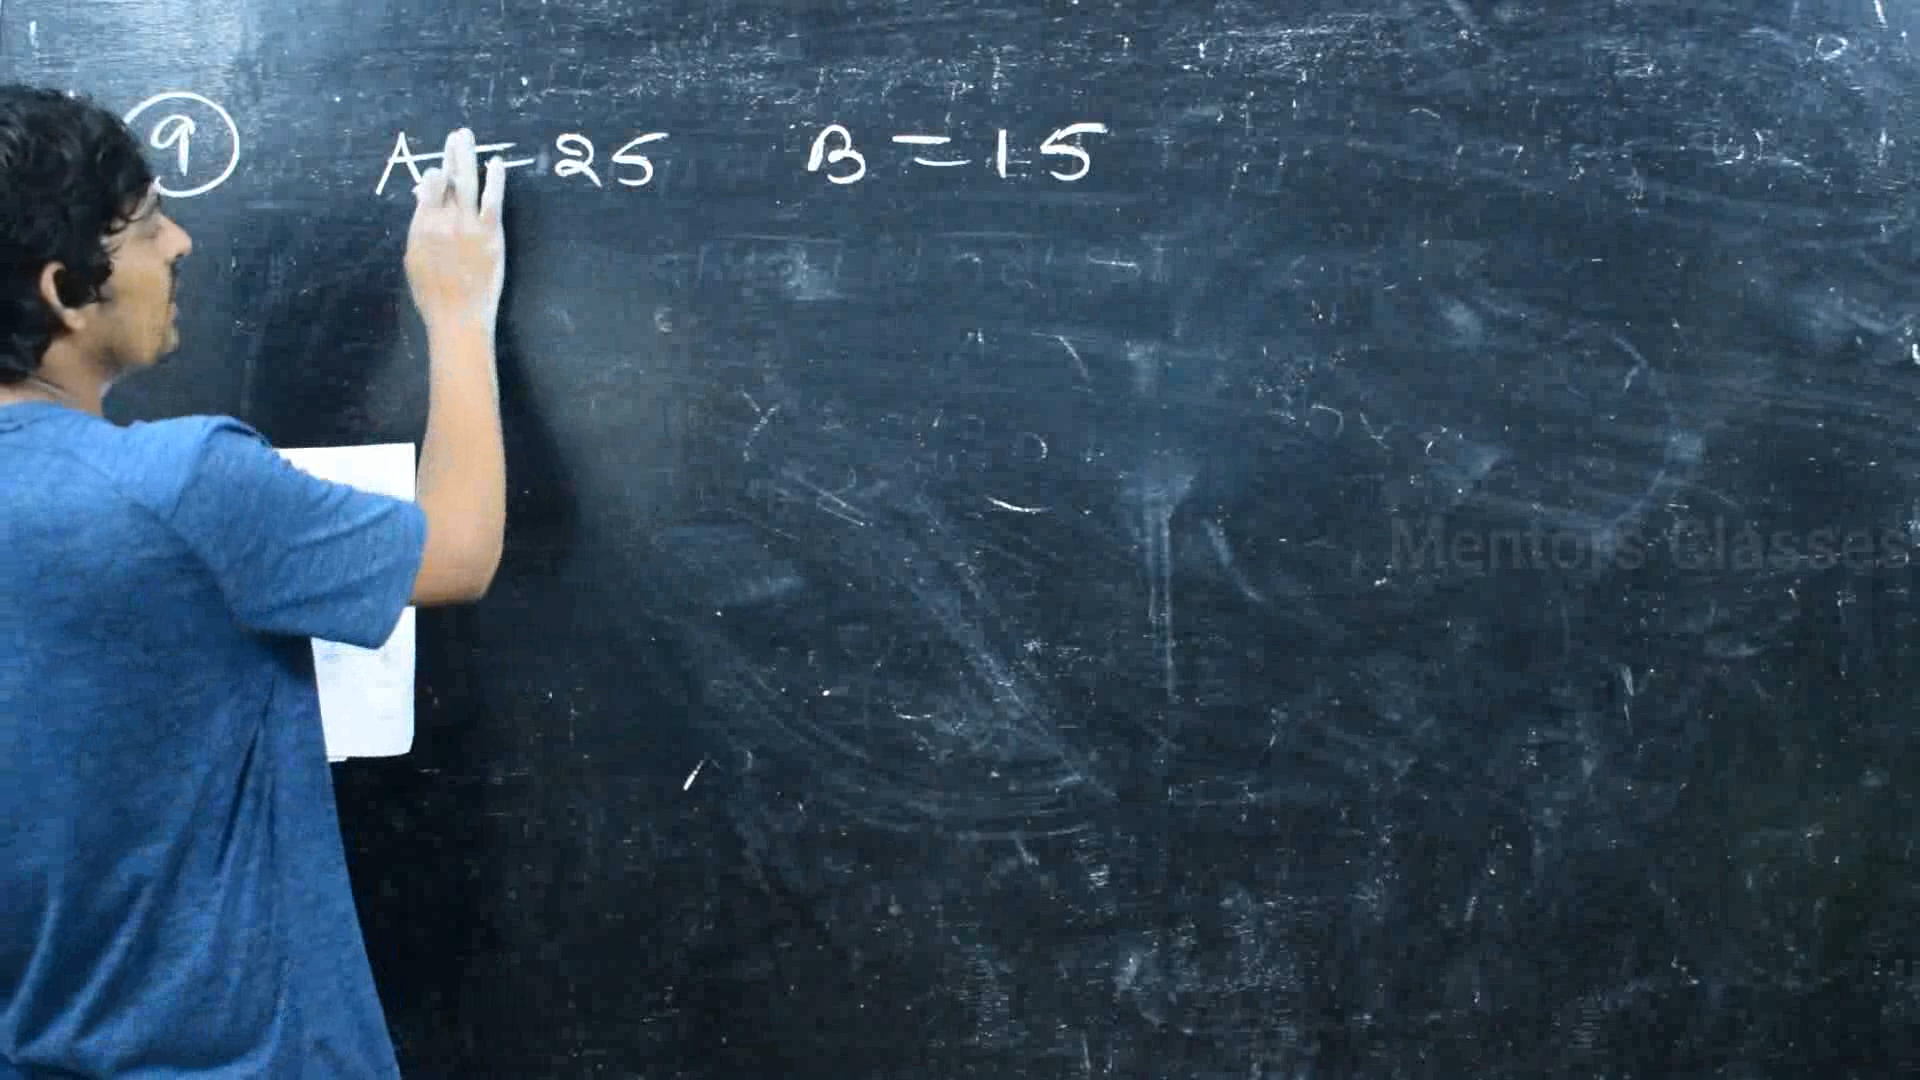 9 A = 25 B = 15
Mentors Classes